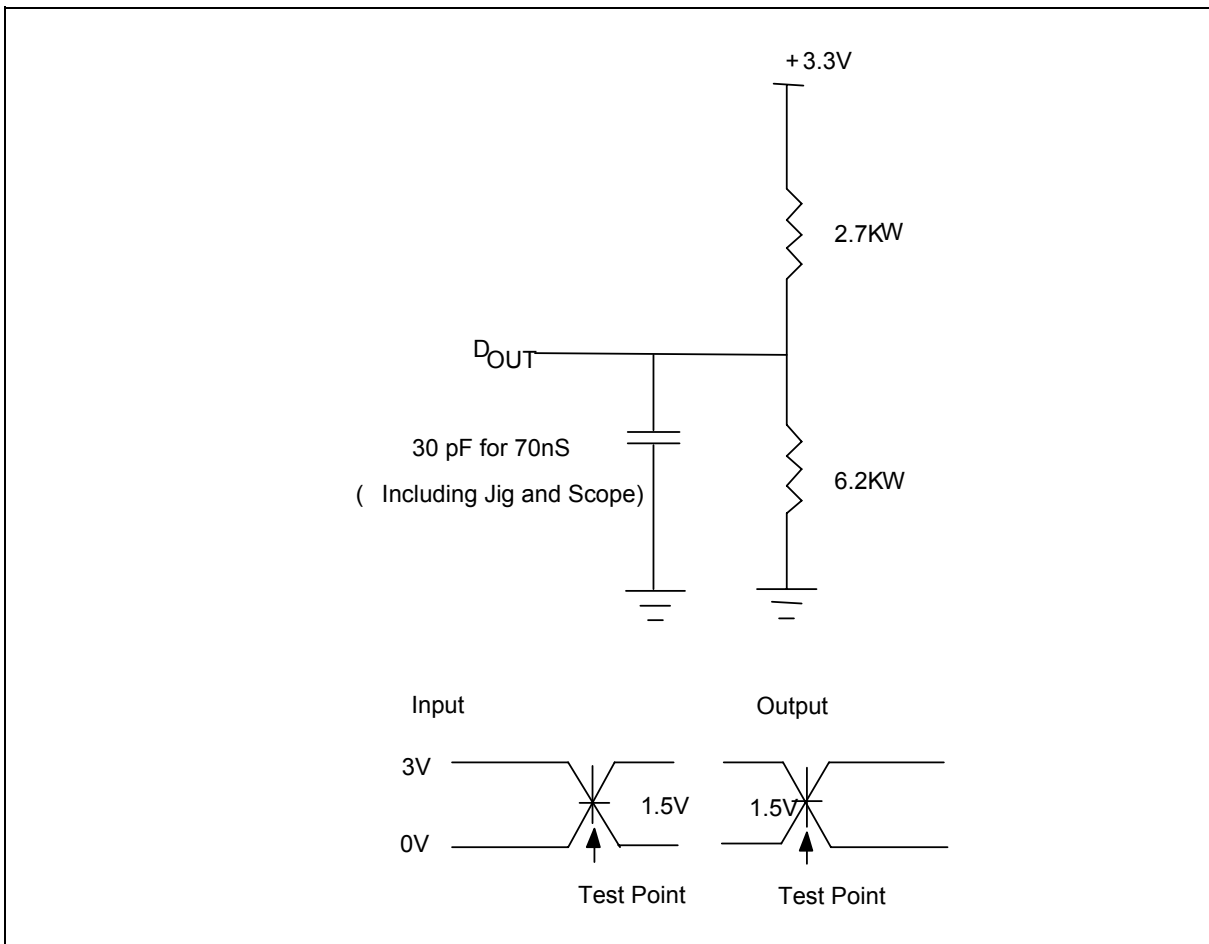 +3.3V
2.7KW
DOUT
30 pF for 70nS
( Including Jig and Scope)
6.2KW
Input
Output
3V
1.5V
1.5V
0V
Test Point
Test Point